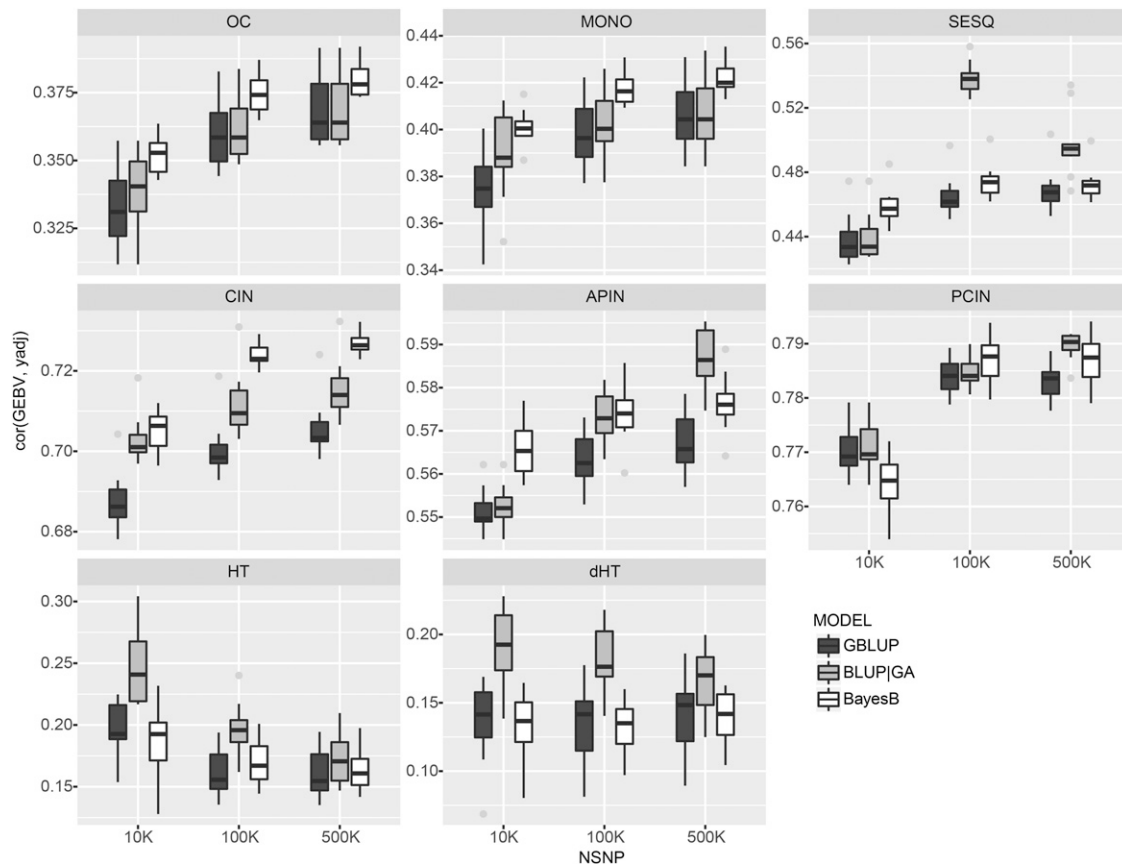 OC MONO SESQ
0.375
0.350
0.325
0.44
0.42
0.40
0.38
0.36
0.34
0.56
0.52
0.48
0.44
CIN APIN PCIN
cor(GEBV, yadj)
0.72
0.70
0.68
0.59
0.58
0.57
0.56
0.55
0.79
0.78
0.77
0.76
10K 100K 500K
HT dHT
0.30
0.25
0.20
0.15
0.20
0.15
0.10
10K 100K 500K
10K 100K 500K
NSNP
MODEL
GBLUP
BLUP|GA
BayesB